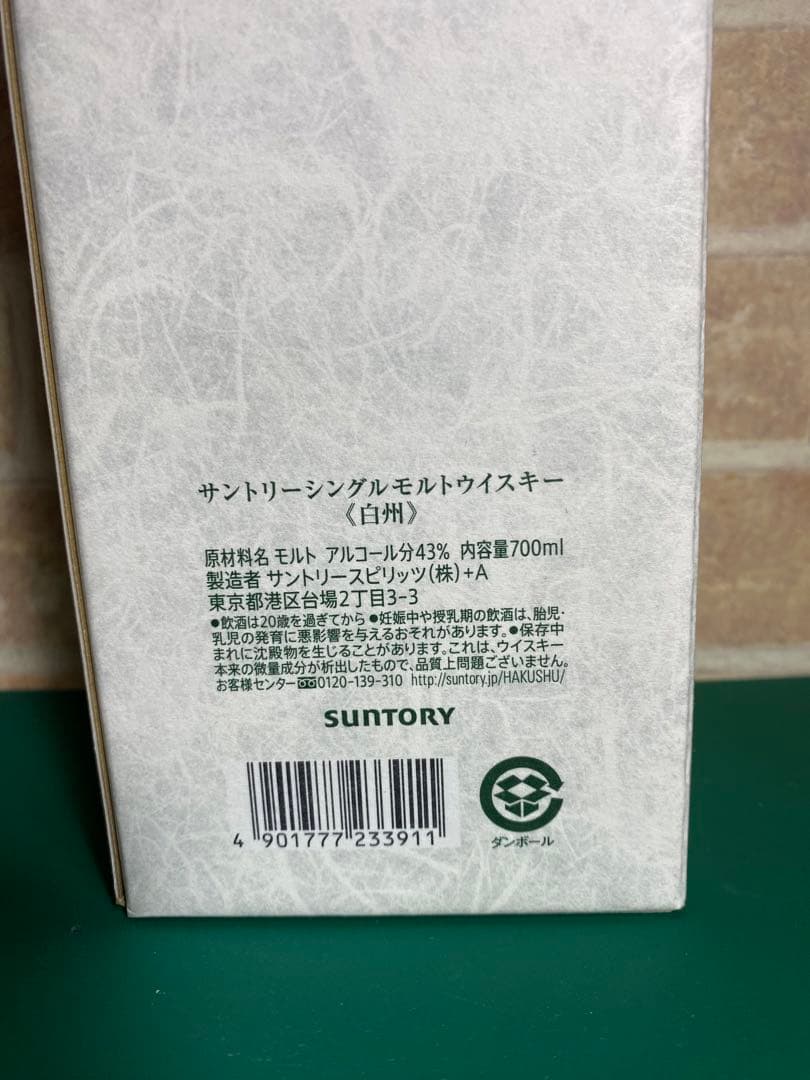 サントリーシングルモルトウイスキー
《白州》
原材料名 モルト アルコール分43% 内容量700ml
製造者 サントリースピリッツ(株)+A
東京都港区台場2丁目3-3
●飲酒は20歳を過ぎてから ●妊娠中や授乳期の飲酒は、胎児・
乳児の発育に悪影響を与えるおそれがあります。●保存中
まれに沈殿物を生じることがあります。これは、ウイスキー
本来の微量成分が析出したもので、品質上問題ございません。
お客様センター 0120-139-310 http://suntory.jp/HAKUSHU/
SUNTORY
4 901777 233911
ダンボール